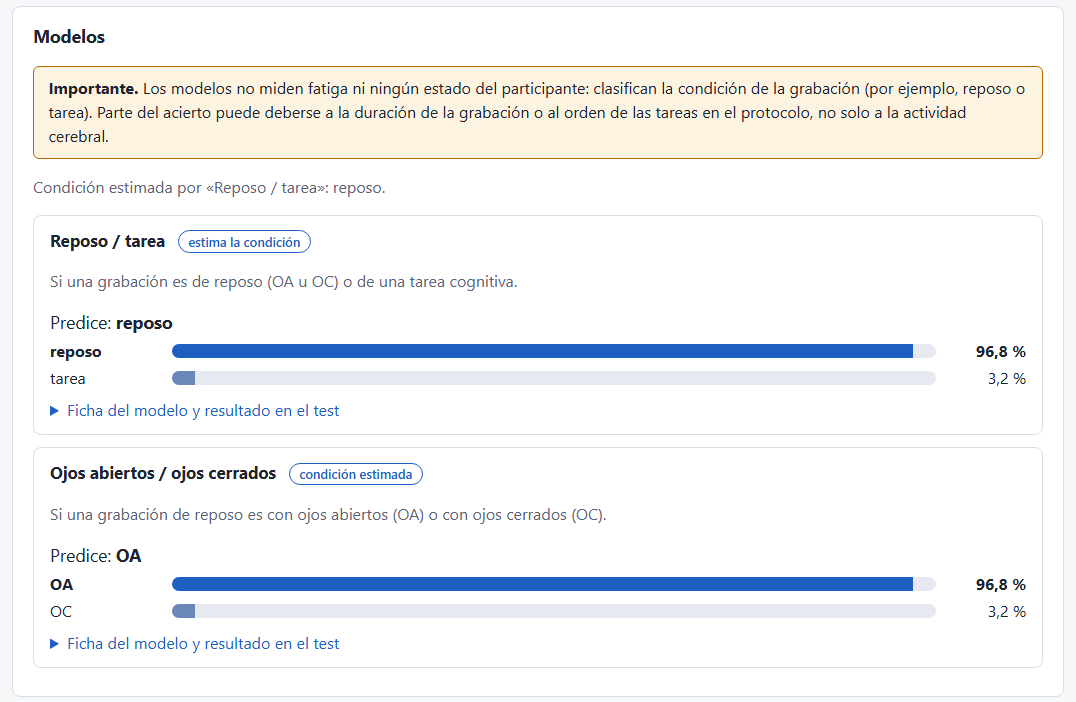 Modelos
Importante. Los modelos no miden fatiga ni ningún estado del participante: clasifican la condición de la grabación (por ejemplo, reposo o
tarea). Parte del acierto puede deberse a la duración de la grabación o al orden de las tareas en el protocolo, no solo a la actividad
cerebral.
Condición estimada por «Reposo / tarea»: reposo.
Reposo / tarea estima la condición
Si una grabación es de reposo (OA u OC) o de una tarea cognitiva.
Predice: reposo
reposo 96,8 %
tarea 3,2 %
▶ Ficha del modelo y resultado en el test
Ojos abiertos / ojos cerrados condición estimada
Si una grabación de reposo es con ojos abiertos (OA) o con ojos cerrados (OC).
Predice: OA
OA 96,8 %
OC 3,2 %
▶ Ficha del modelo y resultado en el test